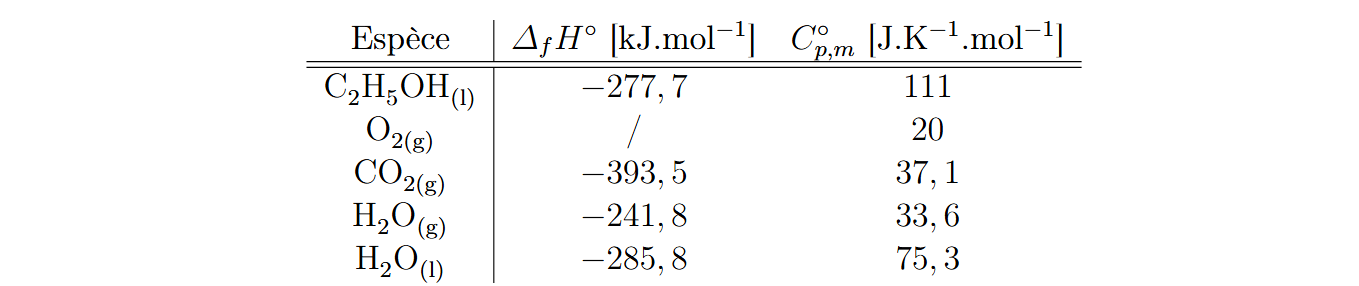 Espèce Δ_fH° [kJ.mol⁻¹] C°_{p,m} [J.K⁻¹.mol⁻¹]
C₂H₅OH₍ₗ₎ −277, 7 111
O₂₍g₎ / 20
CO₂₍g₎ −393, 5 37, 1
H₂O₍g₎ −241, 8 33, 6
H₂O₍ₗ₎ −285, 8 75, 3